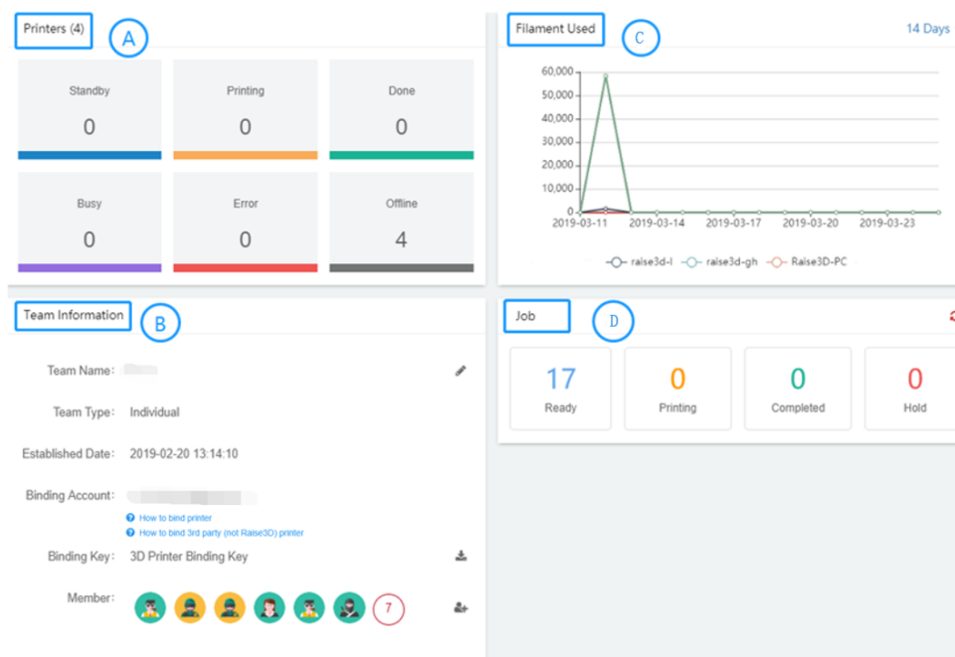 Printers (4)
A
Standby
0
Printing
0
Done
0
Busy
0
Error
0
Offline
4
Team Information
B
Team Name:
Team Type: Individual
Established Date: 2019-02-20 13:14:10
Binding Account:
How to bind printer
How to bind 3rd party (not Raise3D) printer
Binding Key: 3D Printer Binding Key
Member:
7
Filament Used
C
14 Days
60,000
50,000
40,000
30,000
20,000
10,000
0
2019-03-11 2019-03-14 2019-03-17 2019-03-20 2019-03-23
raise3d-l raise3d-gh Raise3D-PC
Job
D
17
Ready
0
Printing
0
Completed
0
Hold